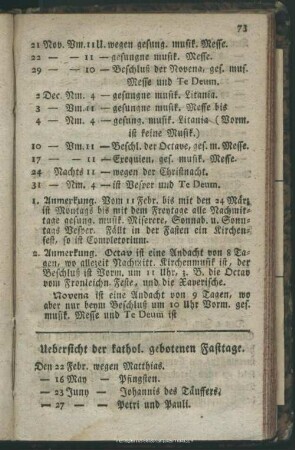 73
21 Nov. Vm. 11 U. wegen gesung. musik. Messe.
22 — — 11 — gesungne musik. Messe.
29 — — 10 — Beschluß der Novena, ges. mus.
Messe und Te Deum.
2 Dec. Nm. 4 — gesungne musik. Litania.
3 — Vm. 11 — gesungne musik. Messe bis
4 — Nm. 4 — gesung. musik. Litania (Vorm.
ist keine Musik.)
10 — Vm. 11 — Beschl. der Octave, ges. m. Messe.
17 — — 11 — Exequien, ges. musik. Messe.
24 Nachts 11 — wegen der Christnacht.
31 — Nm. 4 — ist Vesper und Te Deum.
1. Anmerkung. Vom 11 Febr. bis mit den 24 März
ist Montags bis mit dem Freytage alle Nachmit-
tage gesung. musik. Miserere, Sonnab. u. Sonn-
tags Vesper. Fällt in der Fasten ein Kirchen-
fest, so ist Completorium.
2. Anmerkung. Octav ist eine Andacht von 8 Ta-
gen, wo allezeit Nachmitt. Kirchenmusik ist, der
Beschluß ist Vorm. um 11 Uhr, z. B. die Octav
vom Fronleichn. Feste, und die Xaverische.
Novena ist eine Andacht von 9 Tagen, wo
aber nur beym Beschluß um 10 Uhr Vorm. ges.
musik. Messe und Te Deum ist
Uebersicht der kathol. gebotenen Fasttage.
Den 22 Febr. wegen Matthias.
— 16 May — Pfingsten.
— 23 Juny — Johannis des Täuffers.
— 27 — — Petri und Pauli.